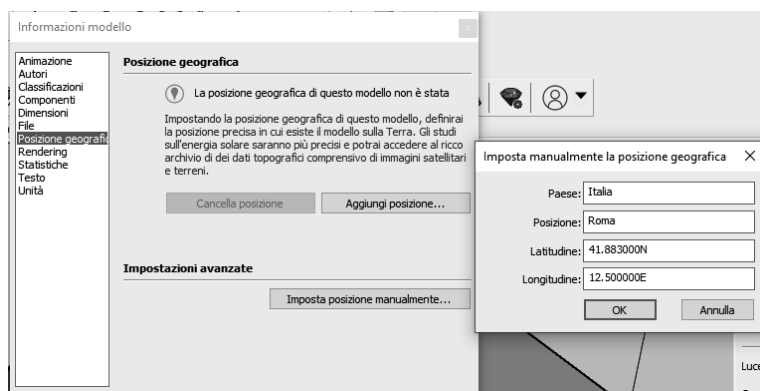 Informazioni modello
Animazione
Autori
Classificazioni
Componenti
Dimensioni
File
Posizione geografic
Rendering
Statistiche
Testo
Unità
Posizione geografica
La posizione geografica di questo modello non è stata
Impostando la posizione geografica di questo modello, definirai
la posizione precisa in cui esiste il modello sulla Terra. Gli studi
sull'energia solare saranno più precisi e potrai accedere al ricco
archivio di dei dati topografici comprensivo di immagini satellitari
e terreni.
Cancella posizione
Aggiungi posizione...
Impostazioni avanzate
Imposta posizione manualmente...
Imposta manualmente la posizione geografica
Paese: Italia
Posizione: Roma
Latitudine: 41.883000N
Longitudine: 12.500000E
OK
Annulla
Luce